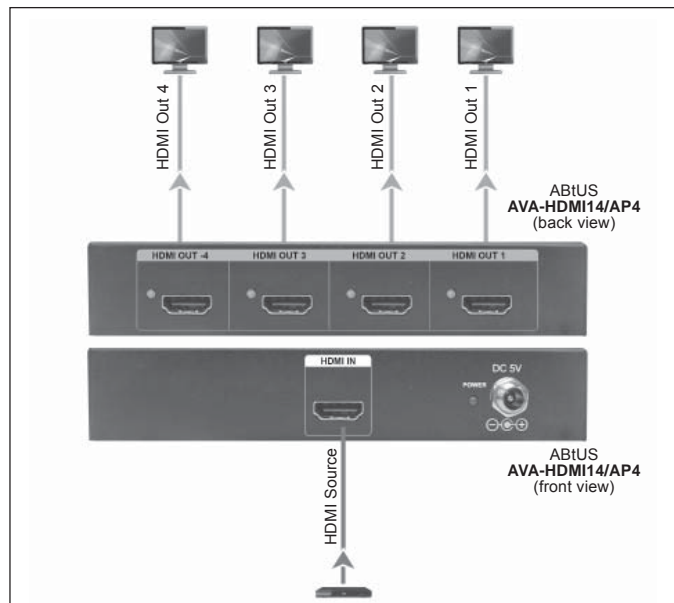 HDMI Out 4
HDMI Out 3
HDMI Out 2
HDMI Out 1
ABtUS
AVA-HDMI14/AP4
(back view)
HDMI OUT -4
HDMI OUT 3
HDMI OUT 2
HDMI OUT 1
HDMI IN
DC 5V
POWER
ABtUS
AVA-HDMI14/AP4
(front view)
HDMI Source